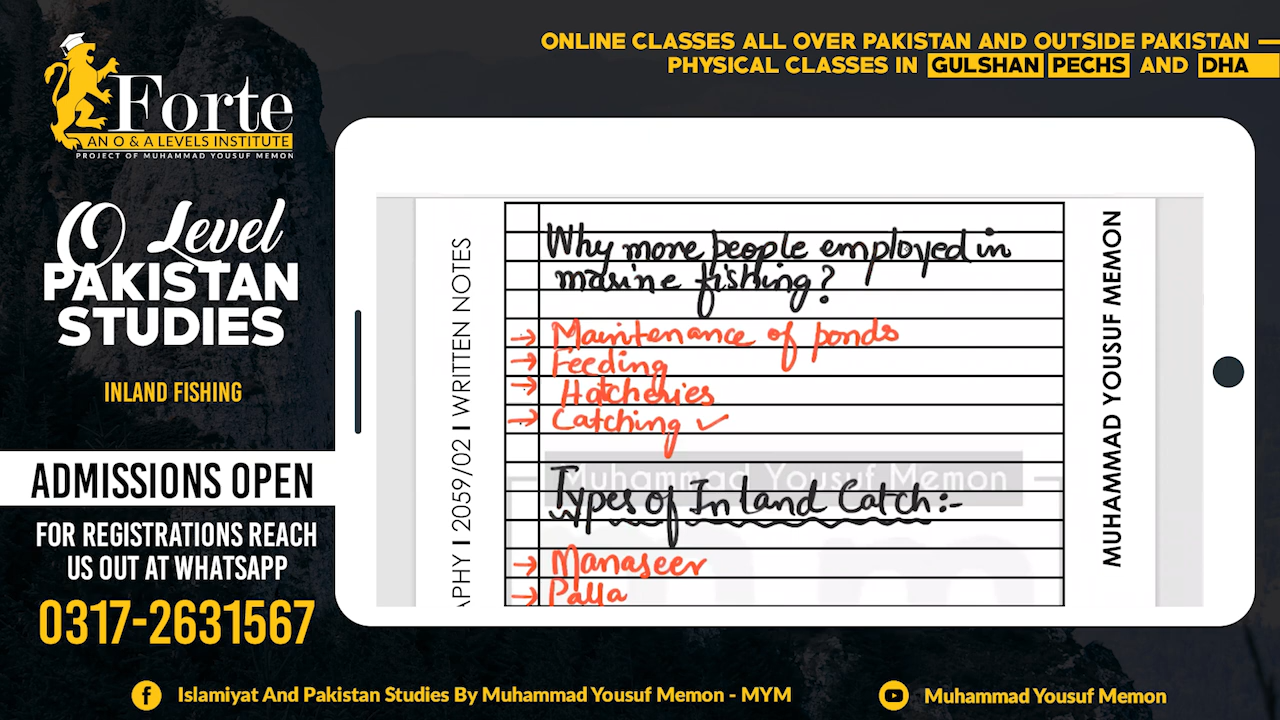 ONLINE CLASSES ALL OVER PAKISTAN AND OUTSIDE PAKISTAN
PHYSICAL CLASSES IN GULSHAN PECHS AND DHA
Forte
AN O & A LEVELS INSTITUTE
PROJECT OF MUHAMMAD YOUSUF MEMON
O Level
PAKISTAN
STUDIES
INLAND FISHING
ADMISSIONS OPEN
FOR REGISTRATIONS REACH
US OUT AT WHATSAPP
0317-2631567
APHY I 2059/02 I WRITTEN NOTES
Why more people employed in
marine fishing?
→ Maintenance of ponds
→ Feeding
→ Hatcheries
→ Catching ✓
Muhammad Yousuf Memon
Types of Inland Catch:-
→ Manaseer
→ Palla
MUHAMMAD YOUSUF MEMON
Islamiyat And Pakistan Studies By Muhammad Yousuf Memon - MYM
Muhammad Yousuf Memon